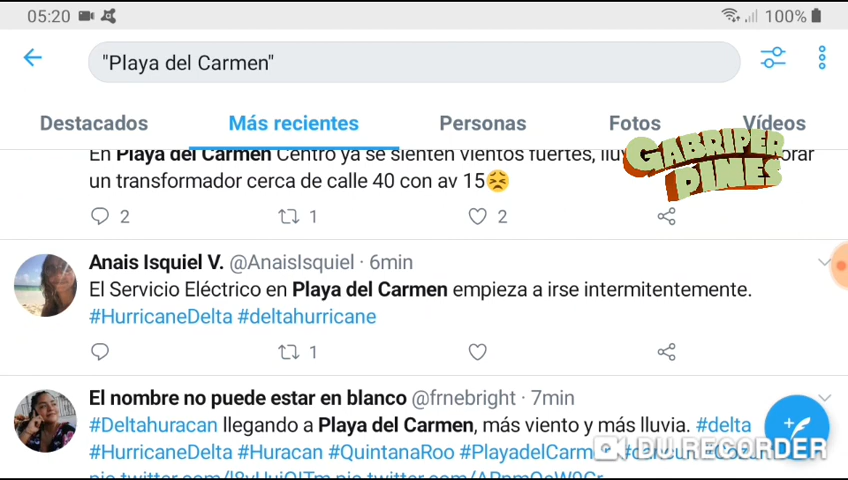 05:20 100%
"Playa del Carmen"
Destacados Más recientes Personas Fotos Vídeos
En Playa del Carmen Centro ya se sienten vientos fuertes,
un transformador cerca de calle 40 con av 15😣
GABRIPER
PINES
2 1 2
Anais Isquiel V. @AnaisIsquiel · 6min
El Servicio Eléctrico en Playa del Carmen empieza a irse intermitentemente.
#HurricaneDelta #deltahurricane
1
El nombre no puede estar en blanco @frnebright · 7min
#Deltahuracan llegando a Playa del Carmen, más viento y más lluvia. #delta
#HurricaneDelta #Huracan #QuintanaRoo
DU RECORDER